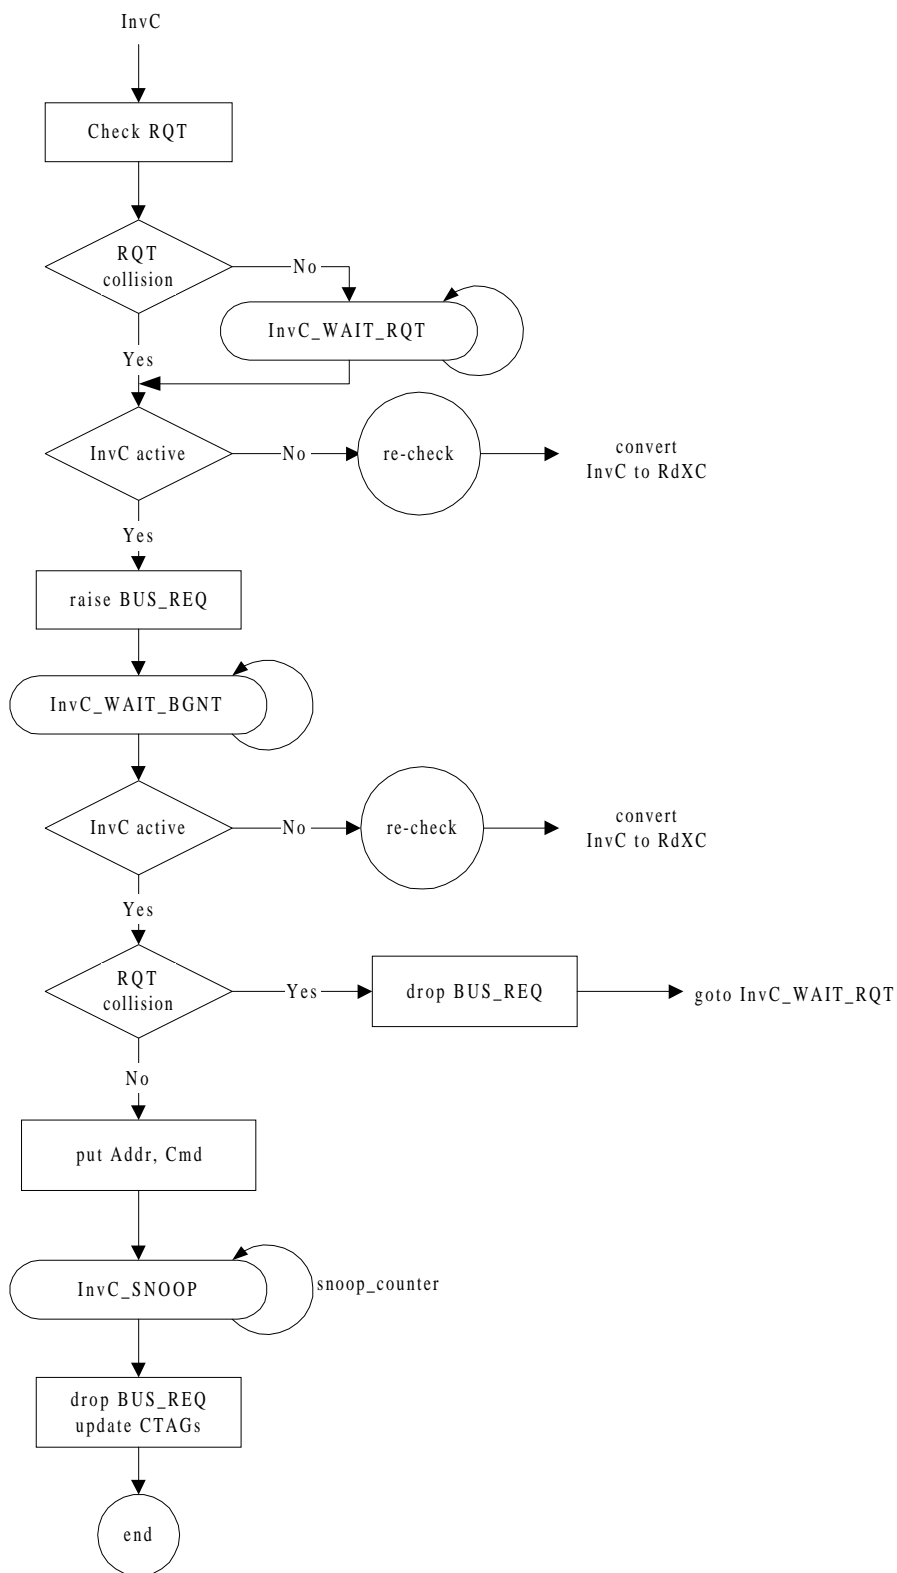 InvC
Check RQT
RQT
collision
No
InvC_WAIT_RQT
Yes
InvC active
No
re-check
convert
InvC to RdXC
Yes
raise BUS_REQ
InvC_WAIT_BGNT
InvC active
No
re-check
convert
InvC to RdXC
Yes
RQT
collision
Yes
drop BUS_REQ
goto InvC_WAIT_RQT
No
put Addr, Cmd
InvC_SNOOP
snoop_counter
drop BUS_REQ
update CTAGs
end